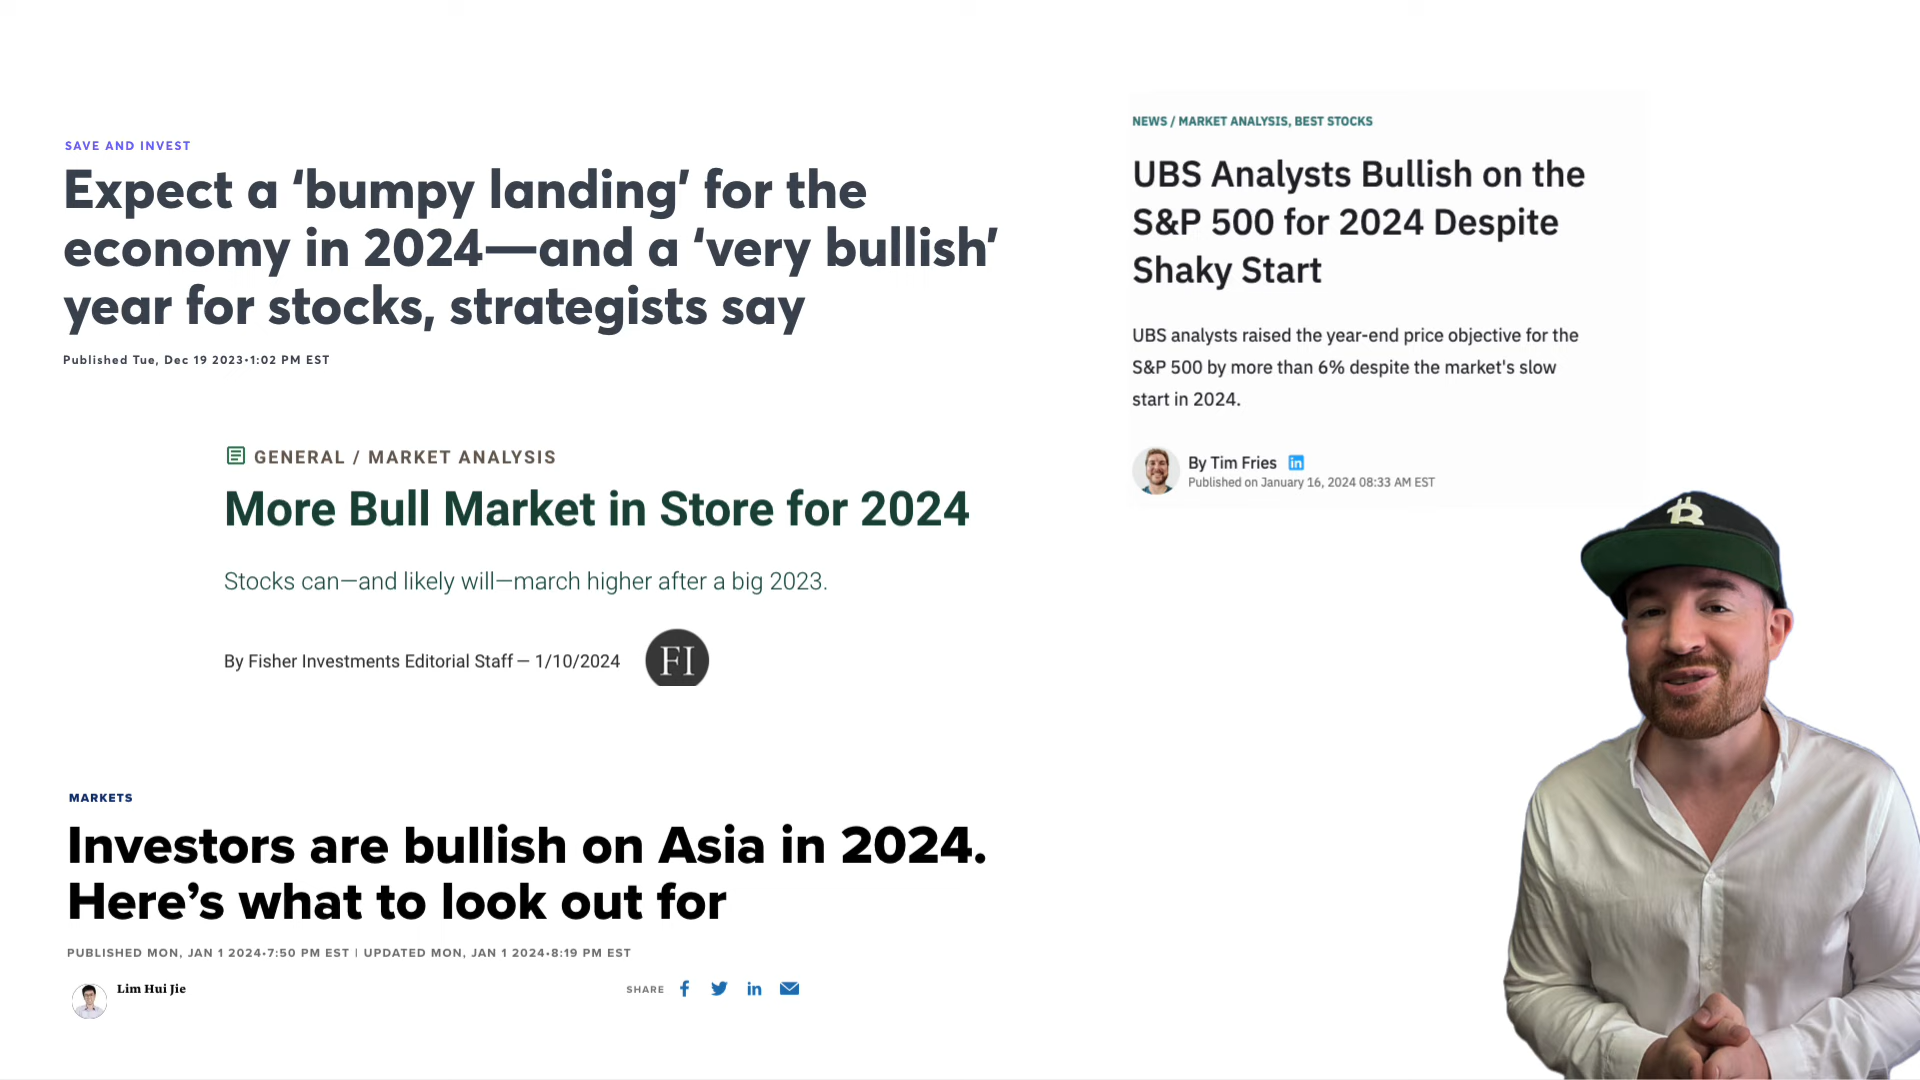 SAVE AND INVEST
Expect a ‘bumpy landing’ for the
economy in 2024—and a ‘very bullish’
year for stocks, strategists say
Published Tue, Dec 19 2023•1:02 PM EST
GENERAL / MARKET ANALYSIS
More Bull Market in Store for 2024
Stocks can—and likely will—march higher after a big 2023.
By Fisher Investments Editorial Staff — 1/10/2024
FI
MARKETS
Investors are bullish on Asia in 2024.
Here’s what to look out for
PUBLISHED MON, JAN 1 2024•7:50 PM EST | UPDATED MON, JAN 1 2024•8:19 PM EST
Lim Hui Jie
SHARE
NEWS / MARKET ANALYSIS, BEST STOCKS
UBS Analysts Bullish on the
S&P 500 for 2024 Despite
Shaky Start
UBS analysts raised the year-end price objective for the
S&P 500 by more than 6% despite the market's slow
start in 2024.
By Tim Fries in
Published on January 16, 2024 08:33 AM EST